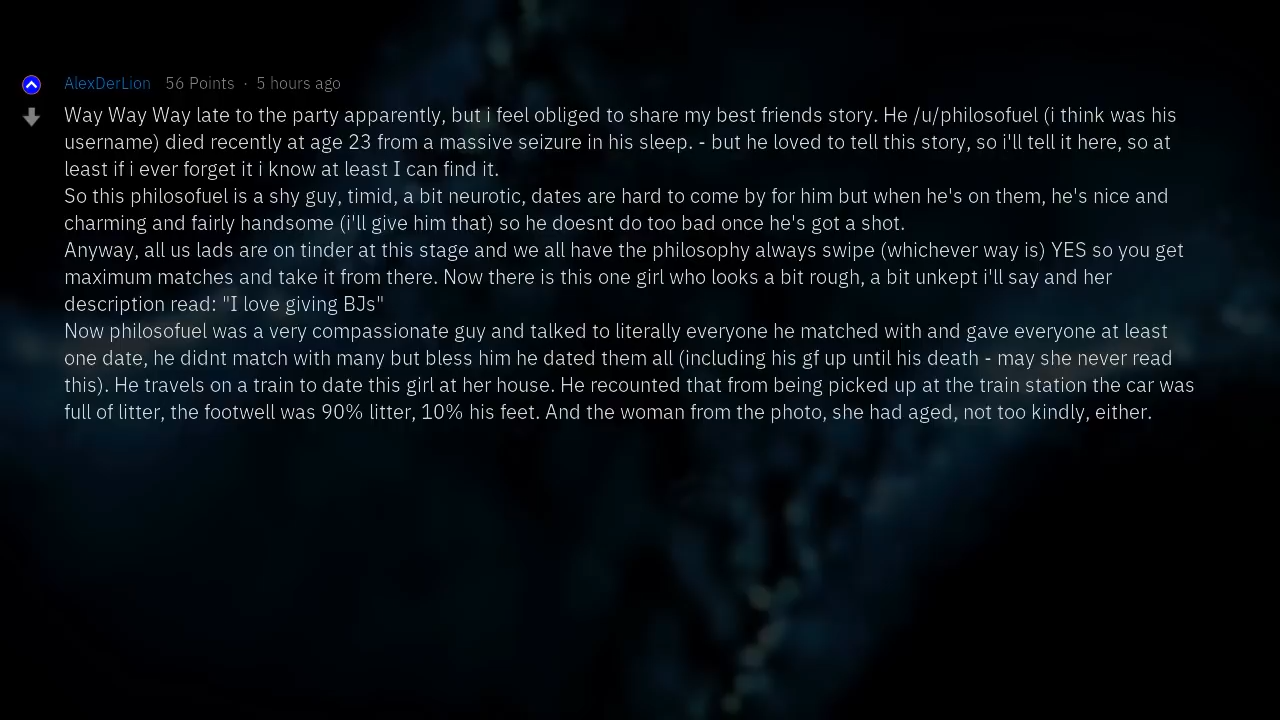 AlexDerLion 56 Points · 5 hours ago
Way Way Way late to the party apparently, but i feel obliged to share my best friends story. He /u/philosofuel (i think was his
username) died recently at age 23 from a massive seizure in his sleep. - but he loved to tell this story, so i'll tell it here, so at
least if i ever forget it i know at least I can find it.
So this philosofuel is a shy guy, timid, a bit neurotic, dates are hard to come by for him but when he's on them, he's nice and
charming and fairly handsome (i'll give him that) so he doesnt do too bad once he's got a shot.
Anyway, all us lads are on tinder at this stage and we all have the philosophy always swipe (whichever way is) YES so you get
maximum matches and take it from there. Now there is this one girl who looks a bit rough, a bit unkept i'll say and her
description read: "I love giving BJs"
Now philosofuel was a very compassionate guy and talked to literally everyone he matched with and gave everyone at least
one date, he didnt match with many but bless him he dated them all (including his gf up until his death - may she never read
this). He travels on a train to date this girl at her house. He recounted that from being picked up at the train station the car was
full of litter, the footwell was 90% litter, 10% his feet. And the woman from the photo, she had aged, not too kindly, either.